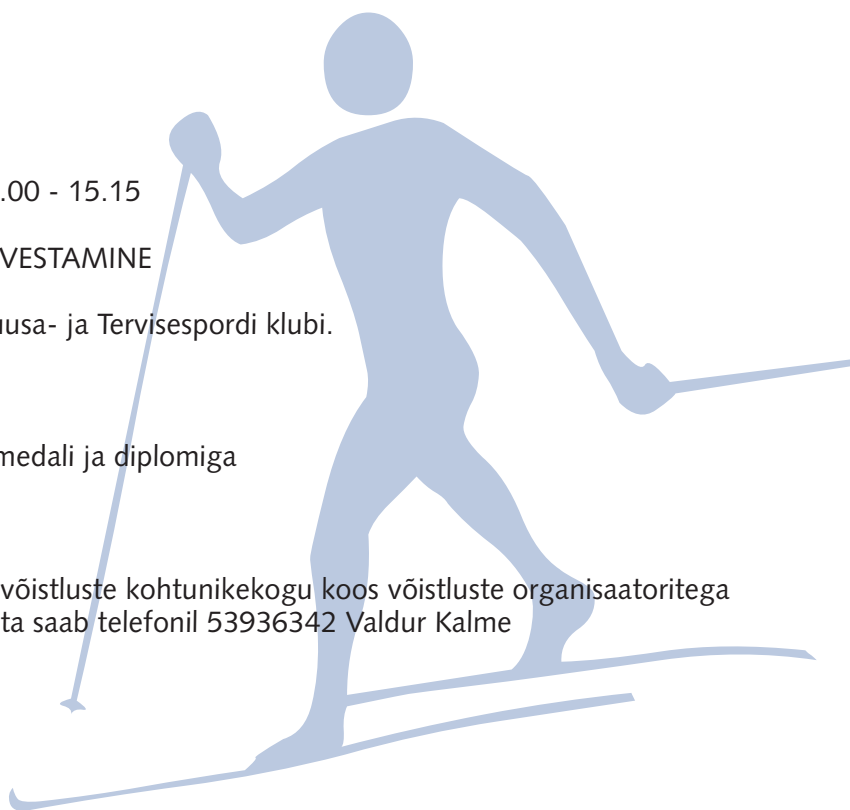 .00 - 15.15
VESTAMINE
usa- ja Tervisespordi klubi.
medali ja diplomiga
võistluste kohtunikekogu koos võistluste organisaatoritega
ta saab telefonil 53936342 Valdur Kalme